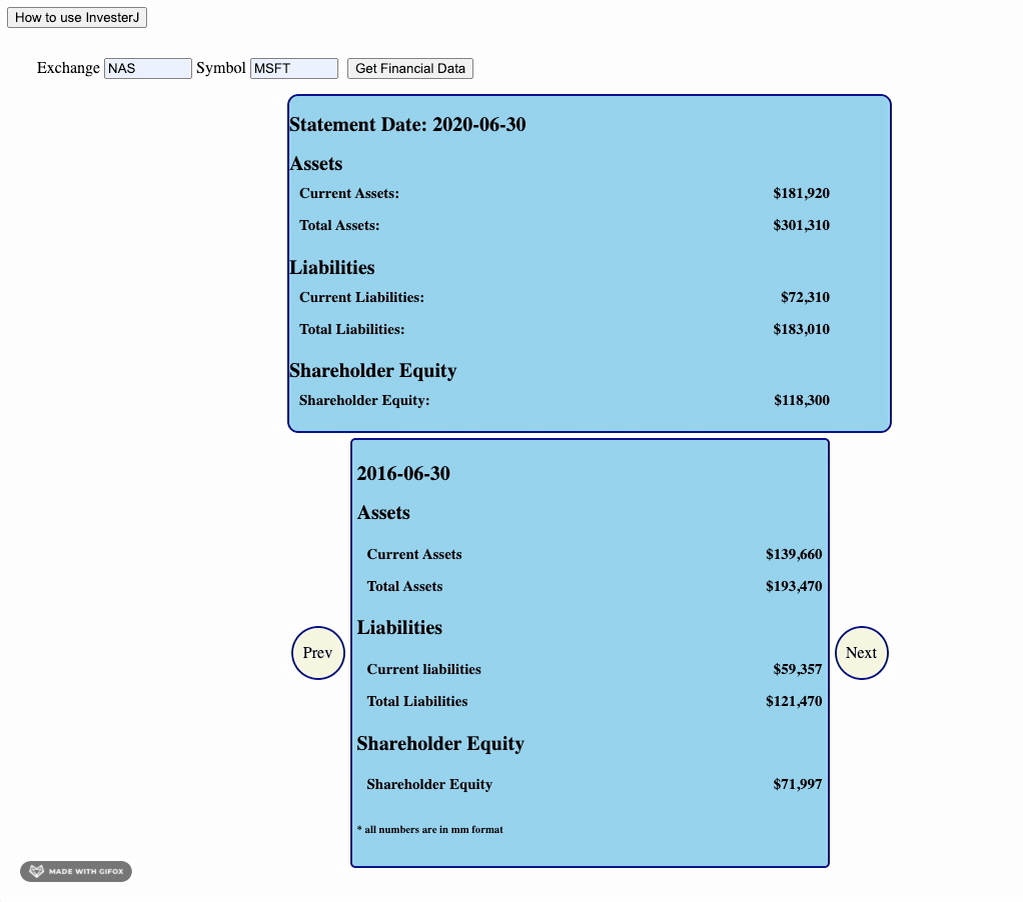 How to use InvesterJ
Exchange NAS Symbol MSFT Get Financial Data
Statement Date: 2020-06-30
Assets
Current Assets: $181,920
Total Assets: $301,310
Liabilities
Current Liabilities: $72,310
Total Liabilities: $183,010
Shareholder Equity
Shareholder Equity: $118,300
2016-06-30
Assets
Current Assets $139,660
Total Assets $193,470
Liabilities
Prev
Next
Current liabilities $59,357
Total Liabilities $121,470
Shareholder Equity
Shareholder Equity $71,997
* all numbers are in mm format
MADE WITH GIFOX